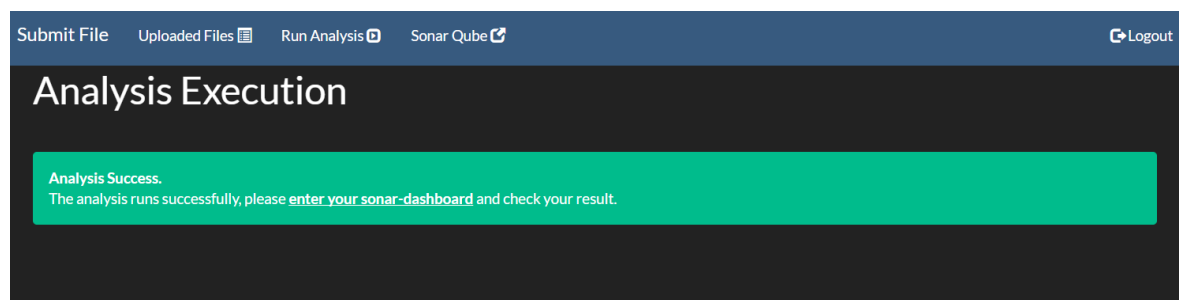 Submit File Uploaded Files Run Analysis Sonar Qube Logout
Analysis Execution
Analysis Success.
The analysis runs successfully, please enter your sonar-dashboard and check your result.